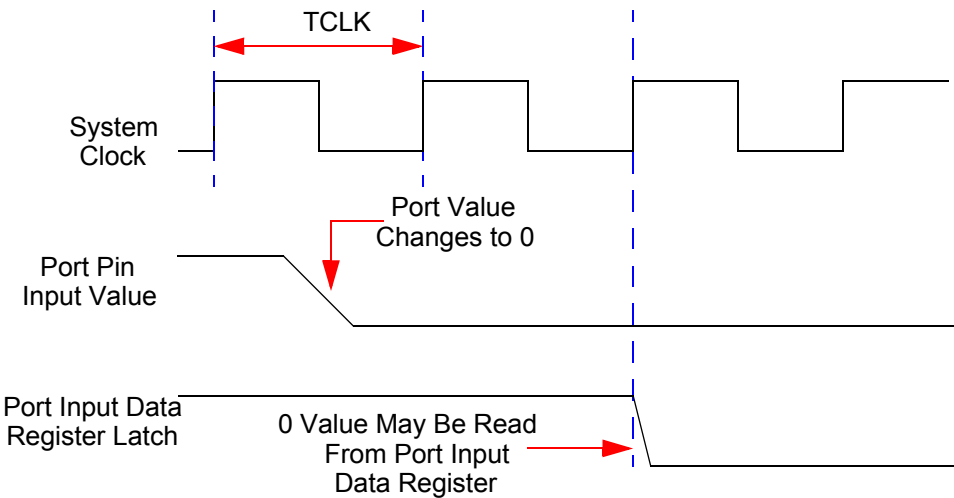 TCLK
System
Clock
Port Value
Changes to 0
Port Pin
Input Value
Port Input Data
Register Latch
0 Value May Be Read
From Port Input
Data Register